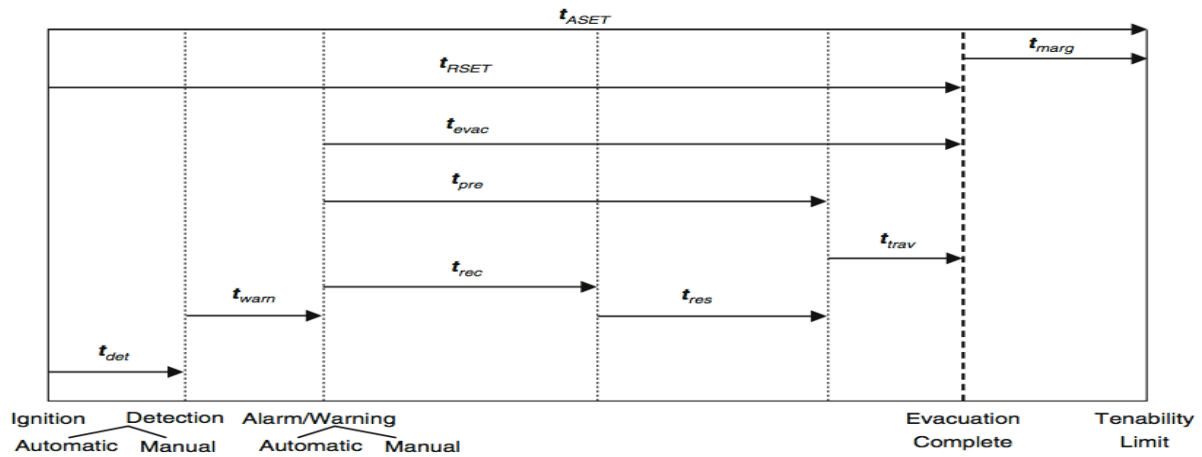 tASET
tmarg
tRSET
tevac
tpre
ttrav
trec
twarn
tres
tdet
Ignition Detection Alarm/Warning Evacuation Tenability
Automatic Manual Automatic Manual Complete Limit